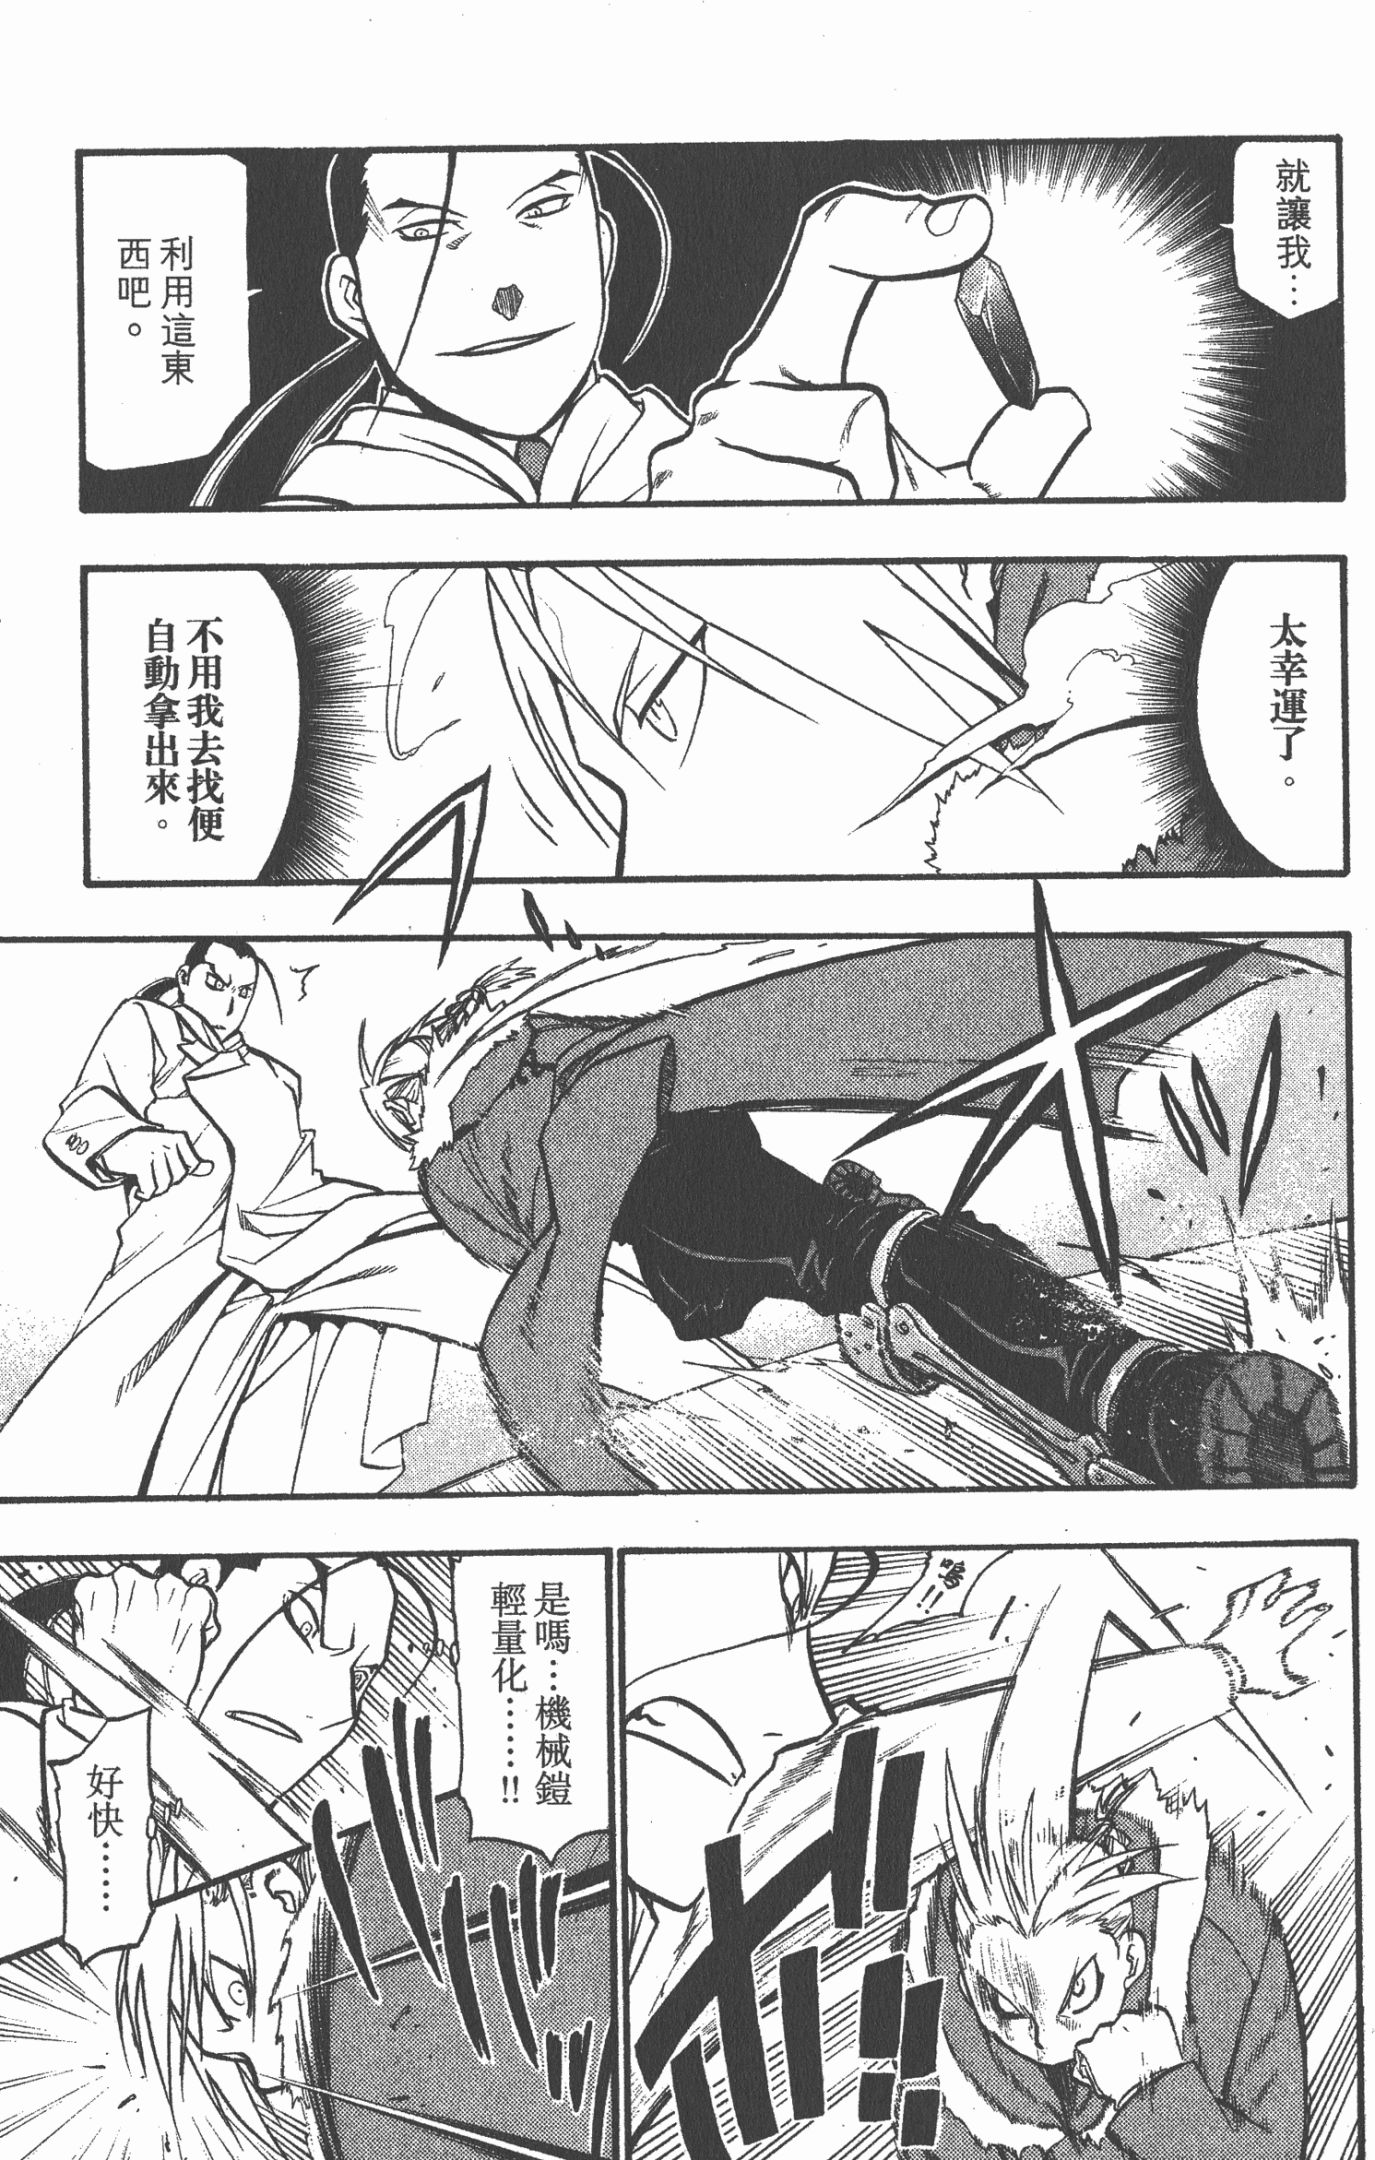 就讓我…
利用這東
西吧。
太幸運了。
不用我去找便
自動拿出來。
嗚!!
是嗎…機械鎧
輕量化……!!
好快……